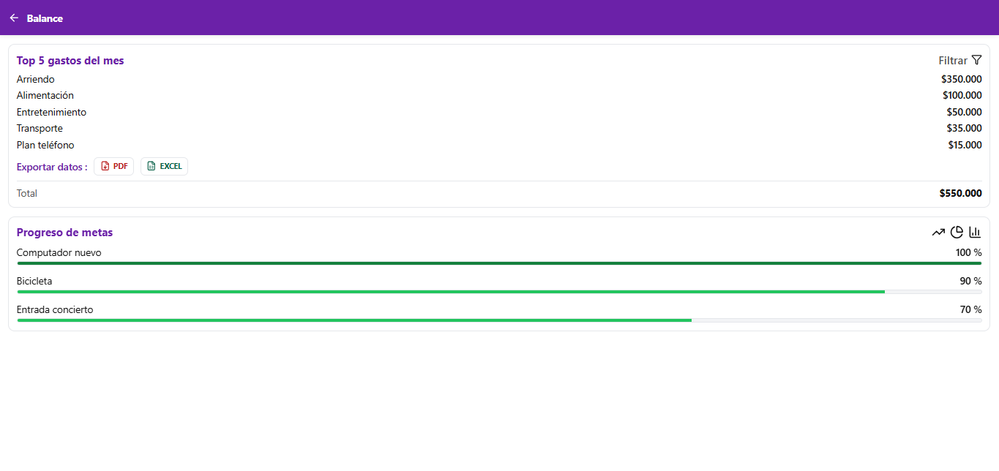 Balance
Top 5 gastos del mes Filtrar
Arriendo $350.000
Alimentación $100.000
Entretenimiento $50.000
Transporte $35.000
Plan teléfono $15.000
Exportar datos : PDF EXCEL
Total $550.000
Progreso de metas
Computador nuevo 100 %
Bicicleta 90 %
Entrada concierto 70 %